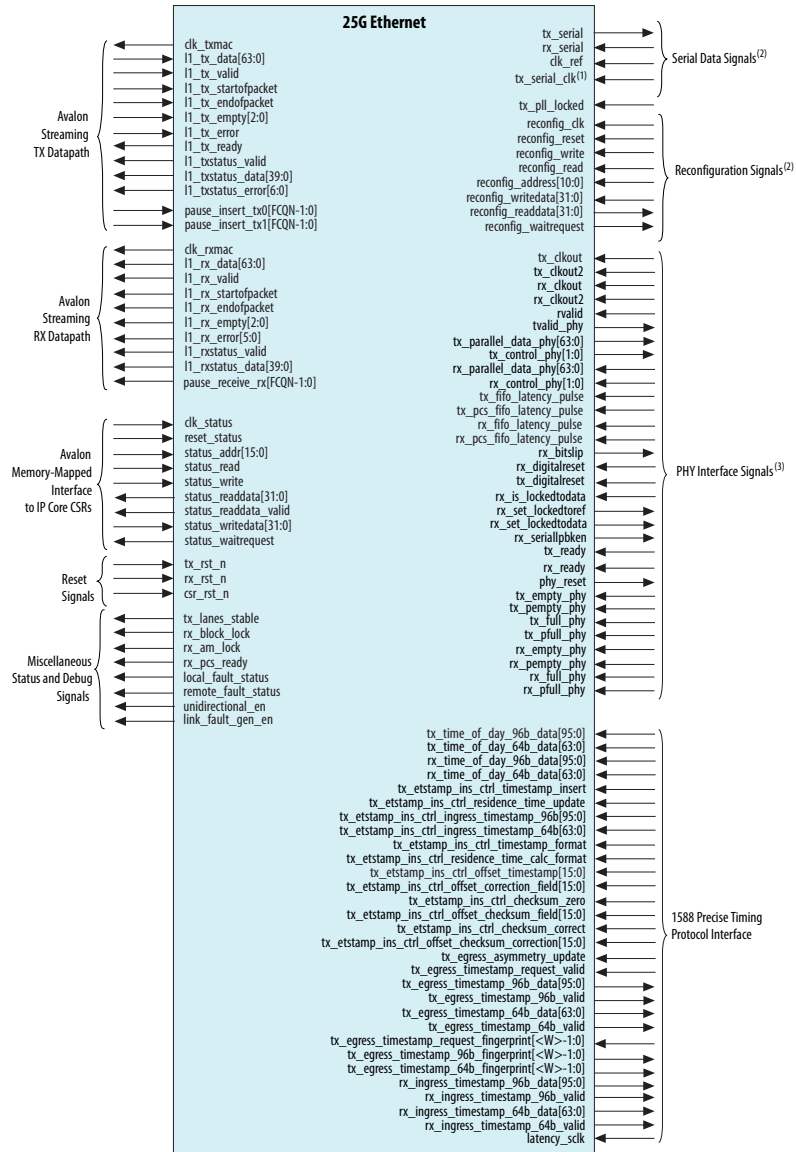 25G Ethernet
Avalon
Streaming
TX Datapath
clk_txmac
l1_tx_data[63:0]
l1_tx_valid
l1_tx_startofpacket
l1_tx_endofpacket
l1_tx_empty[2:0]
l1_tx_error
l1_tx_ready
l1_txstatus_valid
l1_txstatus_data[39:0]
l1_txstatus_error[6:0]
pause_insert_tx0[FCQN-1:0]
pause_insert_tx1[FCQN-1:0]
Avalon
Streaming
RX Datapath
clk_rxmac
l1_rx_data[63:0]
l1_rx_valid
l1_rx_startofpacket
l1_rx_endofpacket
l1_rx_empty[2:0]
l1_rx_error[5:0]
l1_rxstatus_valid
l1_rxstatus_data[39:0]
pause_receive_rx[FCQN-1:0]
Avalon
Memory-Mapped
Interface
to IP Core CSRs
clk_status
reset_status
status_addr[15:0]
status_read
status_write
status_readdata[31:0]
status_readdata_valid
status_writedata[31:0]
status_waitrequest
Reset
Signals
tx_rst_n
rx_rst_n
csr_rst_n
Miscellaneous
Status and Debug
Signals
tx_lanes_stable
rx_block_lock
rx_am_lock
rx_pcs_ready
local_fault_status
remote_fault_status
unidirectional_en
link_fault_gen_en
tx_serial
rx_serial
clk_ref
tx_serial_clk(1)
Serial Data Signals(2)
tx_pll_locked
reconfig_clk
reconfig_reset
reconfig_write
reconfig_read
reconfig_address[10:0]
reconfig_writedata[31:0]
reconfig_readdata[31:0]
reconfig_waitrequest
Reconfiguration Signals(2)
tx_clkout
tx_clkout2
rx_clkout
rx_clkout2
rvalid
tvalid_phy
tx_parallel_data_phy[63:0]
tx_control_phy[1:0]
rx_parallel_data_phy[63:0]
rx_control_phy[1:0]
tx_fifo_latency_pulse
tx_pcs_fifo_latency_pulse
rx_fifo_latency_pulse
rx_pcs_fifo_latency_pulse
rx_bitslip
rx_digitalreset
tx_digitalreset
rx_is_lockedtodata
rx_set_lockedtoref
rx_set_lockedtodata
rx_seriallpbken
tx_ready
rx_ready
phy_reset
tx_empty_phy
tx_pempty_phy
tx_full_phy
tx_pfull_phy
rx_empty_phy
rx_pempty_phy
rx_full_phy
rx_pfull_phy
PHY Interface Signals(3)
tx_time_of_day_96b_data[95:0]
tx_time_of_day_64b_data[63:0]
rx_time_of_day_96b_data[95:0]
rx_time_of_day_64b_data[63:0]
tx_etstamp_ins_ctrl_timestamp_insert
tx_etstamp_ins_ctrl_residence_time_update
tx_etstamp_ins_ctrl_ingress_timestamp_96b[95:0]
tx_etstamp_ins_ctrl_ingress_timestamp_64b[63:0]
tx_etstamp_ins_ctrl_timestamp_format
tx_etstamp_ins_ctrl_residence_time_calc_format
tx_etstamp_ins_ctrl_offset_timestamp[15:0]
tx_etstamp_ins_ctrl_offset_correction_field[15:0]
tx_etstamp_ins_ctrl_checksum_zero
tx_etstamp_ins_ctrl_offset_checksum_field[15:0]
tx_etstamp_ins_ctrl_checksum_correct
tx_etstamp_ins_ctrl_offset_checksum_correction[15:0]
tx_egress_asymmetry_update
tx_egress_timestamp_request_valid
tx_egress_timestamp_96b_data[95:0]
tx_egress_timestamp_96b_valid
tx_egress_timestamp_64b_data[63:0]
tx_egress_timestamp_64b_valid
tx_egress_timestamp_request_fingerprint[<W>-1:0]
tx_egress_timestamp_96b_fingerprint[<W>-1:0]
tx_egress_timestamp_64b_fingerprint[<W>-1:0]
rx_ingress_timestamp_96b_data[95:0]
rx_ingress_timestamp_96b_valid
rx_ingress_timestamp_64b_data[63:0]
rx_ingress_timestamp_64b_valid
latency_sclk
1588 Precise Timing
Protocol Interface